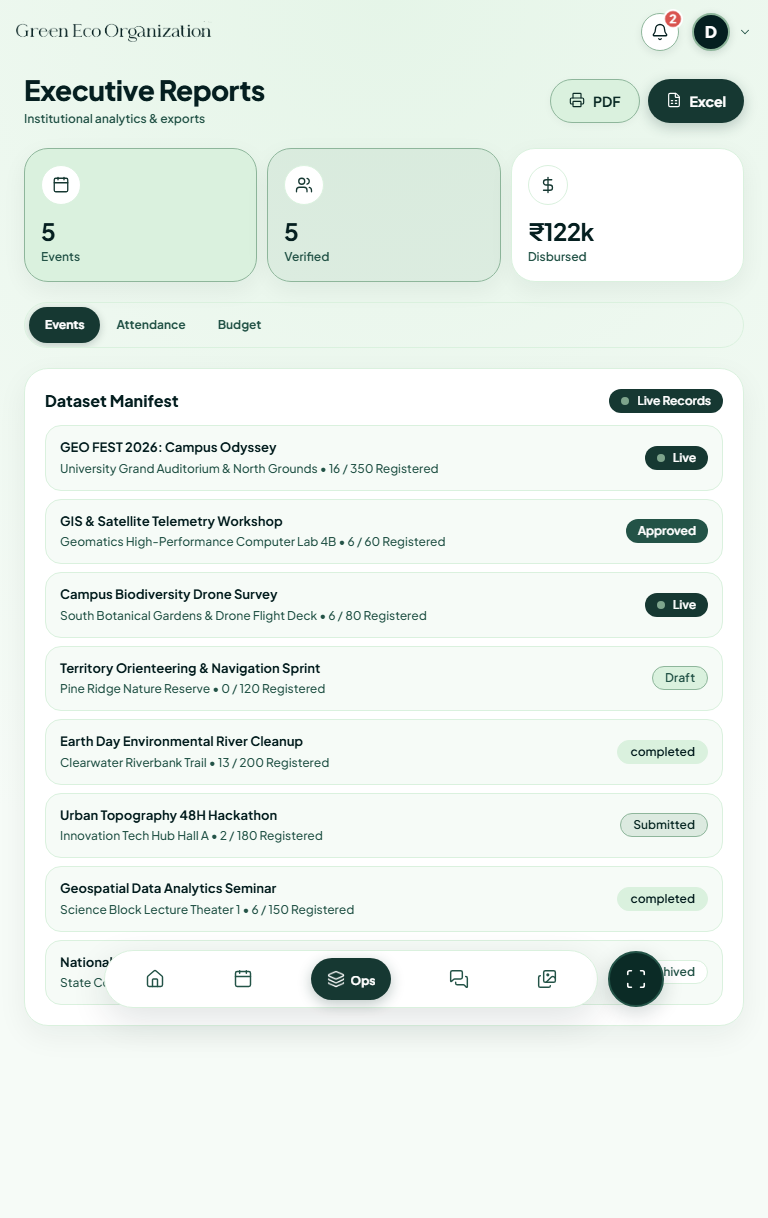 Green Eco Organization
2
D
Executive Reports
Institutional analytics & exports
PDF
Excel
5
Events
5
Verified
₹122k
Disbursed
Events
Attendance
Budget
Dataset Manifest
Live Records
GEO FEST 2026: Campus Odyssey
University Grand Auditorium & North Grounds • 16 / 350 Registered
Live
GIS & Satellite Telemetry Workshop
Geomatics High-Performance Computer Lab 4B • 6 / 60 Registered
Approved
Campus Biodiversity Drone Survey
South Botanical Gardens & Drone Flight Deck • 6 / 80 Registered
Live
Territory Orienteering & Navigation Sprint
Pine Ridge Nature Reserve • 0 / 120 Registered
Draft
Earth Day Environmental River Cleanup
Clearwater Riverbank Trail • 13 / 200 Registered
completed
Urban Topography 48H Hackathon
Innovation Tech Hub Hall A • 2 / 180 Registered
Submitted
Geospatial Data Analytics Seminar
Science Block Lecture Theater 1 • 6 / 150 Registered
completed
National
State
Ops